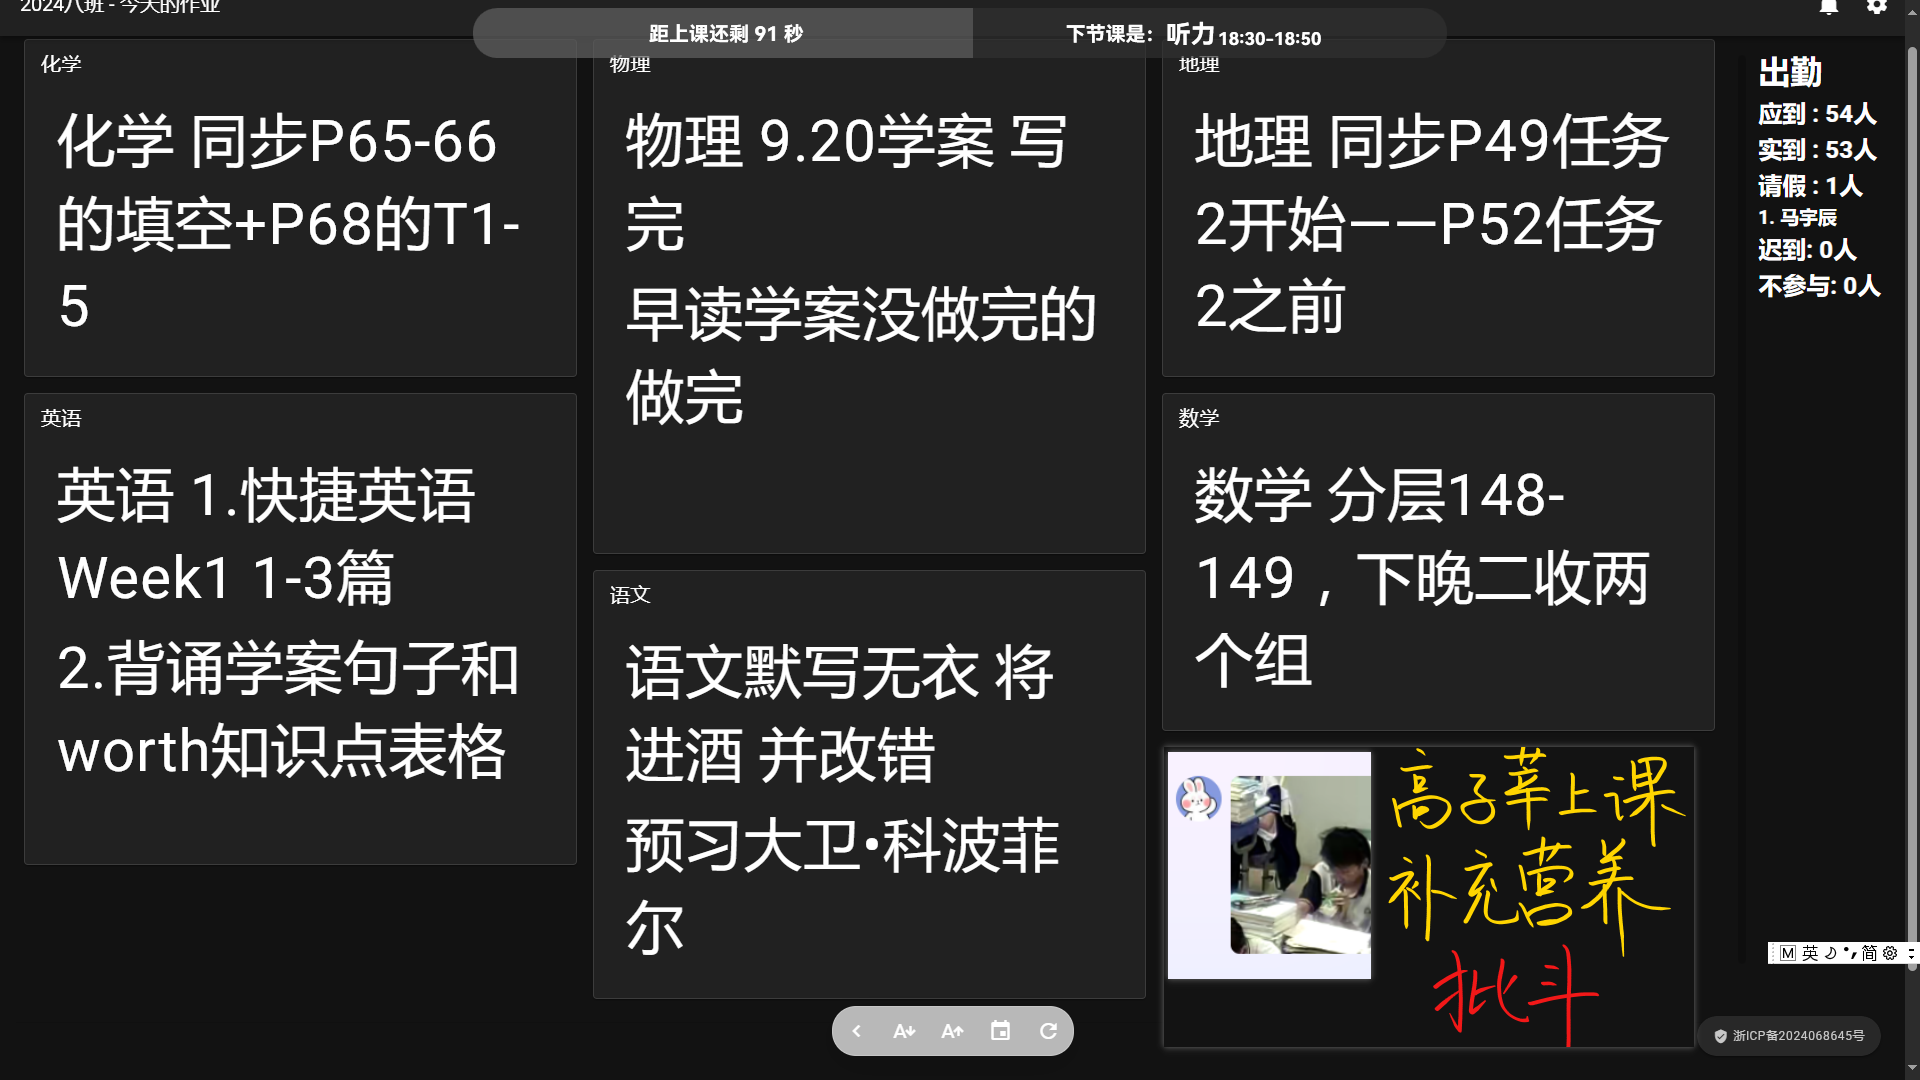 2024八班 - 今天的作业
距上课还剩 91 秒
下节课是：听力 18:30-18:50
化学
化学 同步P65-66
的填空+P68的T1-
5
物理
物理 9.20学案 写
完
早读学案没做完的
做完
地理
地理 同步P49任务
2开始——P52任务
2之前
英语
英语 1.快捷英语
Week1 1-3篇
2.背诵学案句子和
worth知识点表格
语文
语文默写无衣 将
进酒 并改错
预习大卫•科波菲
尔
数学
数学 分层148-
149，下晚二收两
个组
高子莘上课
补充营养
批斗
出勤
应到 : 54人
实到 : 53人
请假 : 1人
1. 马宇辰
迟到: 0人
不参与: 0人
M 英 简
浙ICP备2024068645号